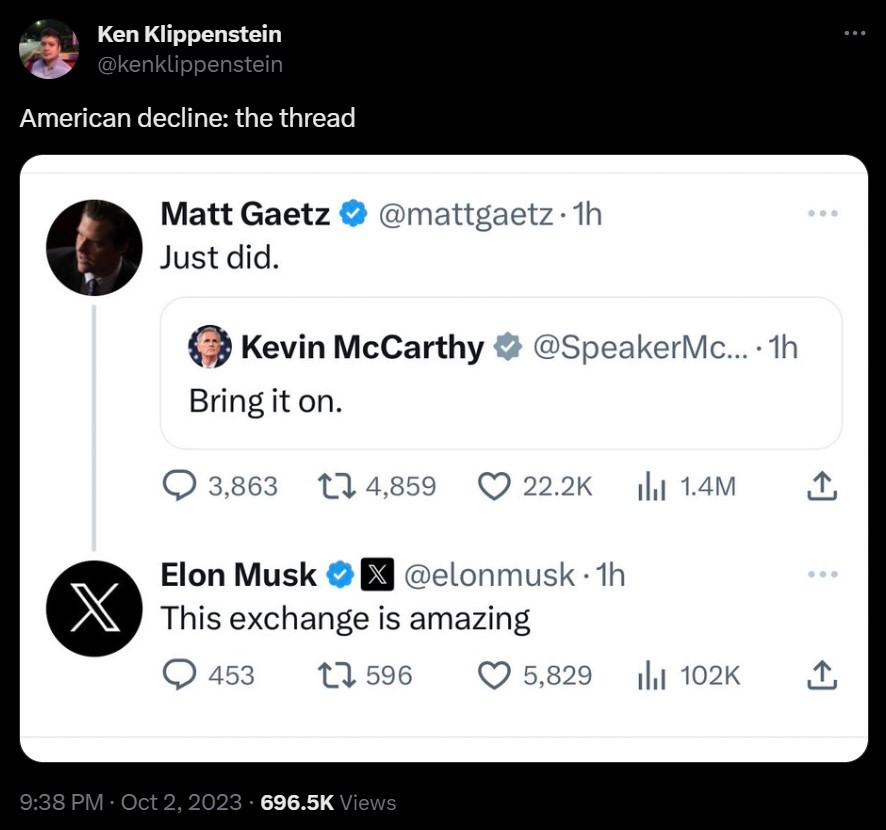 Ken Klippenstein
@kenklippenstein
American decline: the thread
Matt Gaetz @mattgaetz · 1h
Just did.
Kevin McCarthy @SpeakerMc... · 1h
Bring it on.
3,863 4,859 22.2K 1.4M
Elon Musk X @elonmusk · 1h
This exchange is amazing
453 596 5,829 102K
9:38 PM · Oct 2, 2023 · 696.5K Views